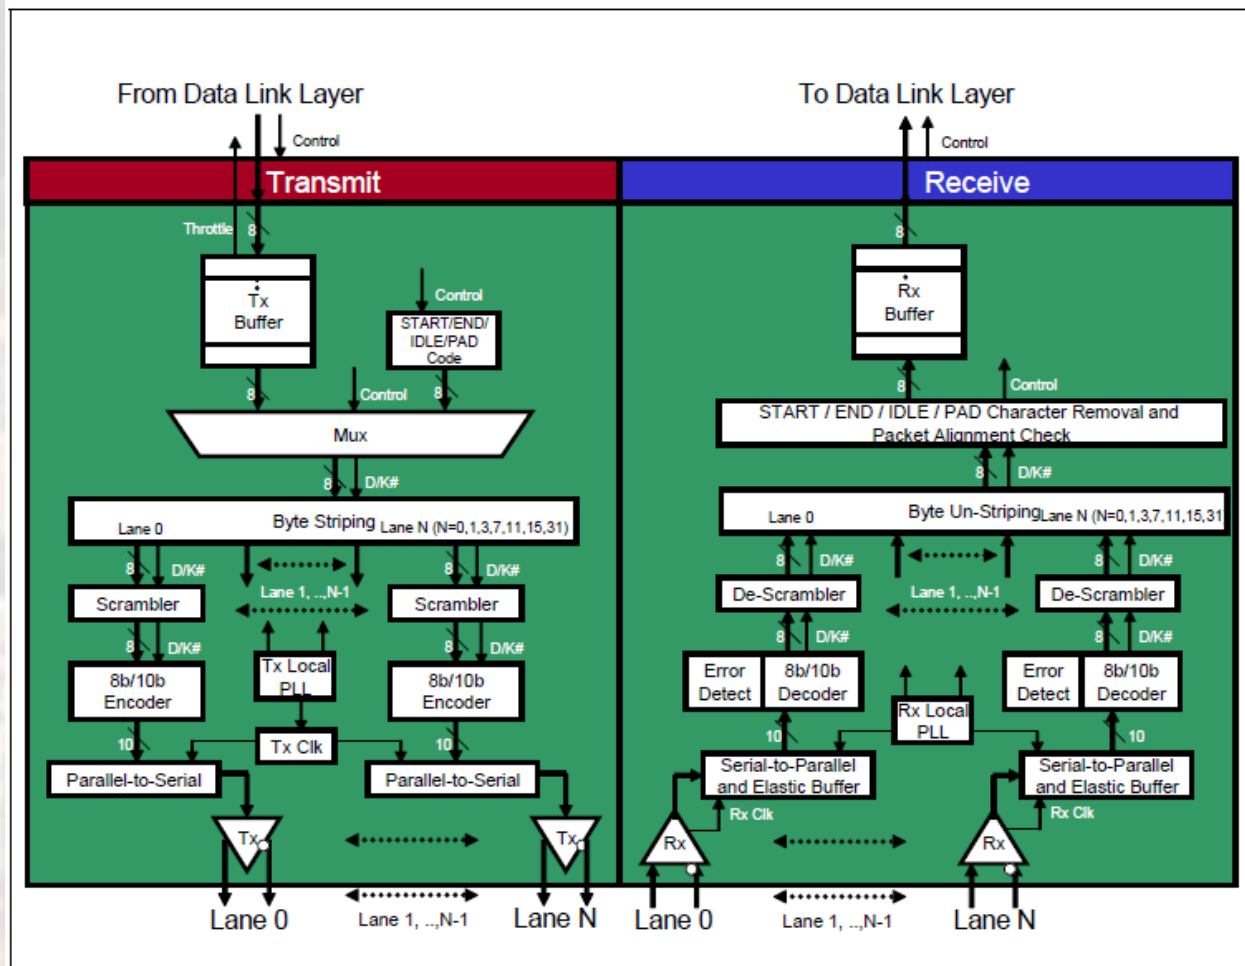 From Data Link Layer
To Data Link Layer
Control
Control
Transmit
Receive
Throttle
8
8
Tx
Buffer
Control
START/END/
IDLE/PAD
Code
Rx
Buffer
8
Control
8
8
Control
Mux
START / END / IDLE / PAD Character Removal and
Packet Alignment Check
8
D/K#
8
D/K#
Byte Striping
Lane 0
Lane N (N=0,1,3,7,11,15,31)
Byte Un-Striping
Lane 0
Lane N (N=0,1,3,7,11,15,31
8
D/K#
8
D/K#
8
D/K#
8
D/K#
Scrambler
Lane 1, ..,N-1
Scrambler
De-Scrambler
Lane 1, ..,N-1
De-Scrambler
8
D/K#
8
D/K#
8
D/K#
8
D/K#
8b/10b
Encoder
Tx Local
PLL
8b/10b
Encoder
Error
Detect
8b/10b
Decoder
Rx Local
PLL
Error
Detect
8b/10b
Decoder
10
Tx Clk
10
10
10
Parallel-to-Serial
Parallel-to-Serial
Serial-to-Parallel
and Elastic Buffer
Serial-to-Parallel
and Elastic Buffer
Rx Clk
Rx Clk
Tx
Tx
Rx
Rx
Lane 0
Lane 1, ..,N-1
Lane N
Lane 0
Lane 1, ..,N-1
Lane N